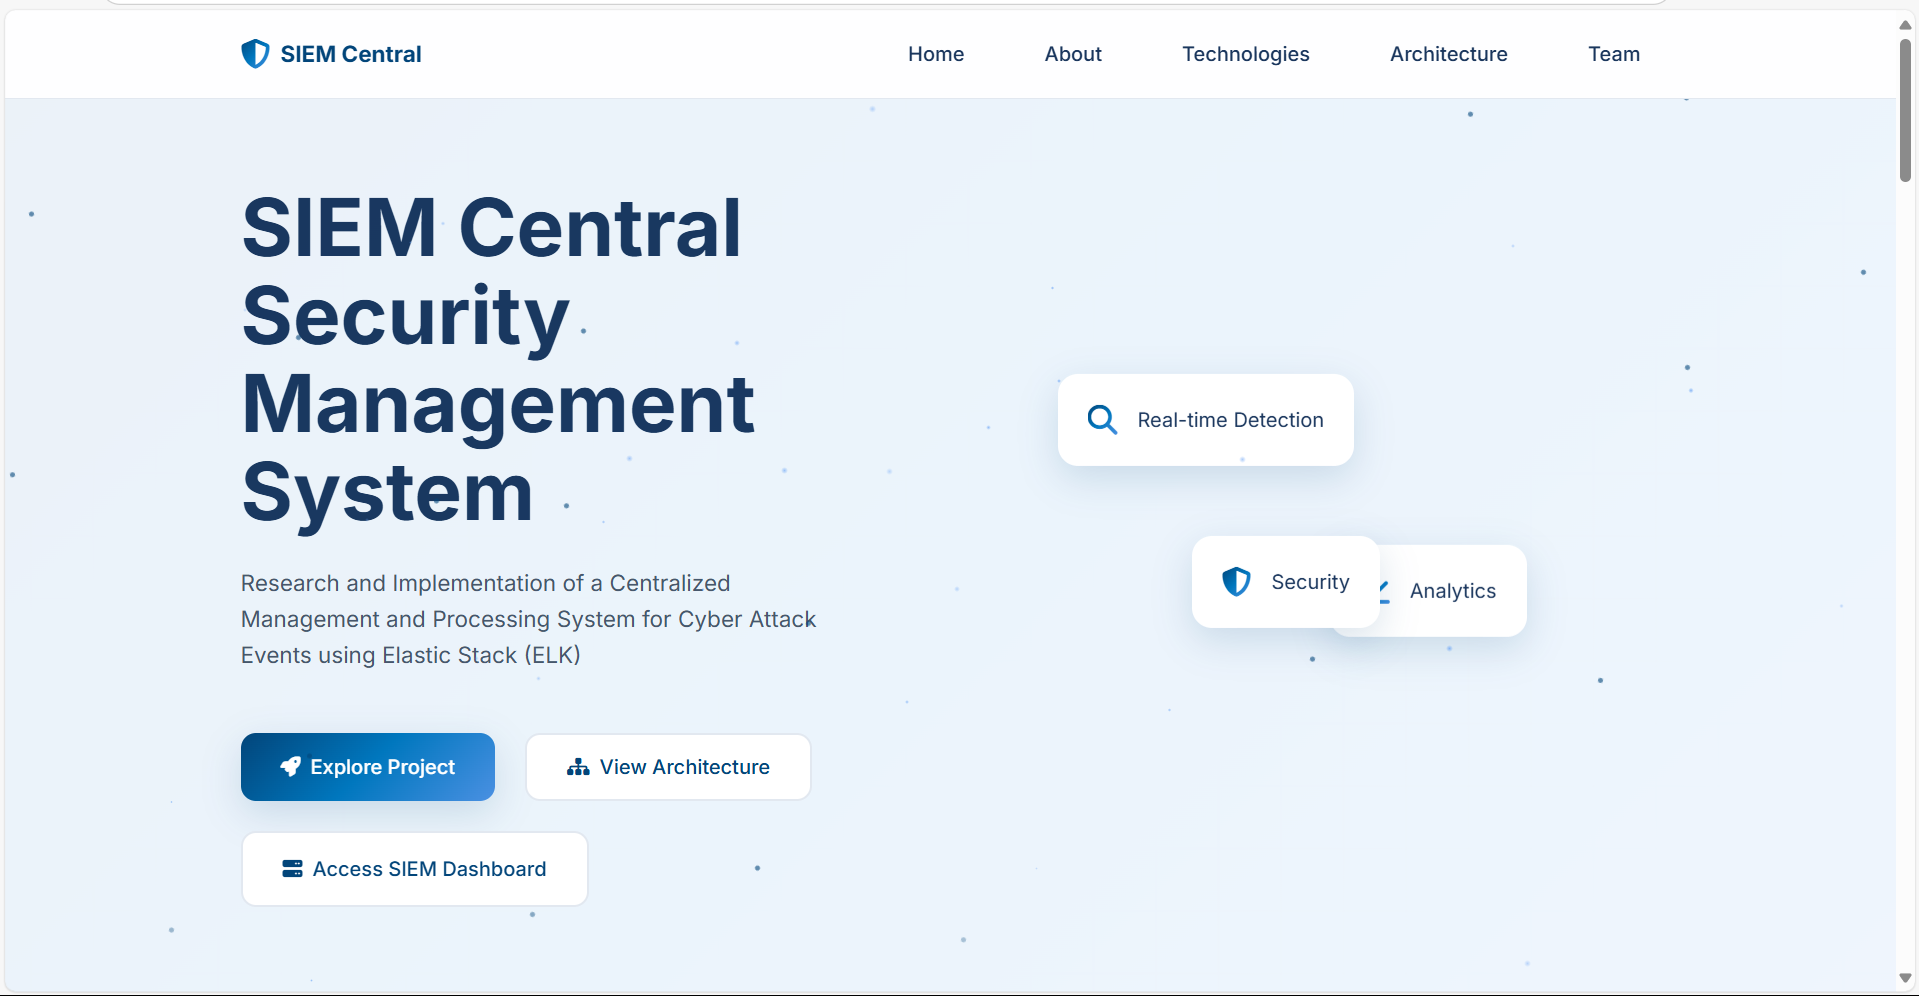 SIEM Central
Home
About
Technologies
Architecture
Team
SIEM Central
Security
Management
System
Research and Implementation of a Centralized
Management and Processing System for Cyber Attack
Events using Elastic Stack (ELK)
Explore Project
View Architecture
Access SIEM Dashboard
Real-time Detection
Security
Analytics